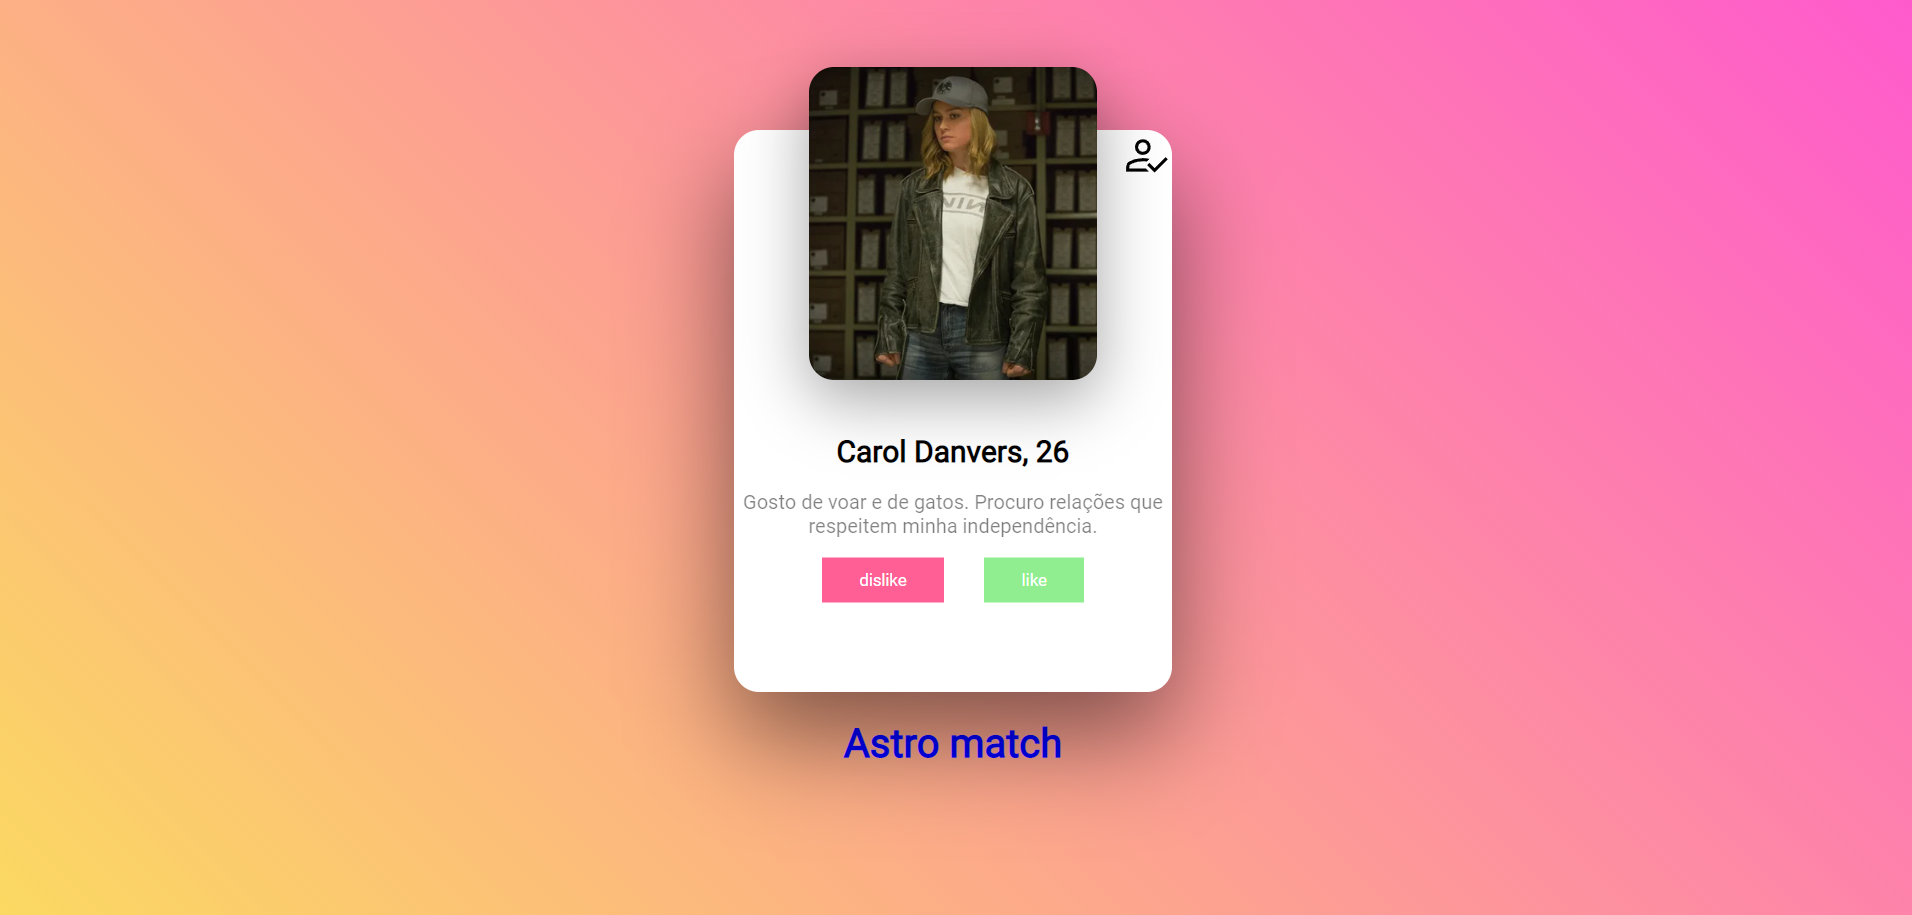 Carol Danvers, 26
Gosto de voar e de gatos. Procuro relações que
respeitem minha independência.
dislike
like
Astro match